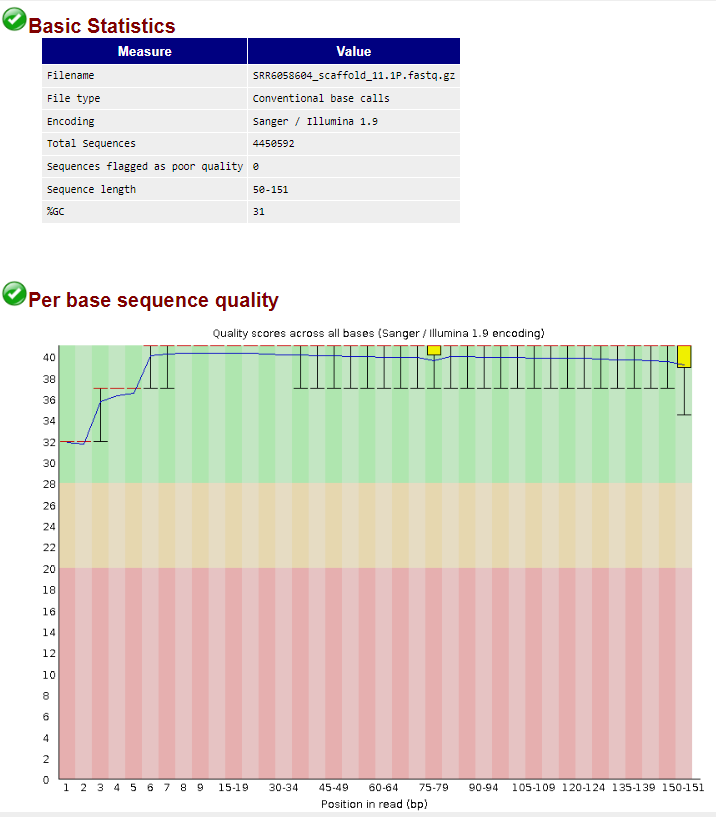 Basic Statistics
Measure Value
Filename SRR6058604_scaffold_11.1P.fastq.gz
File type Conventional base calls
Encoding Sanger / Illumina 1.9
Total Sequences 4450592
Sequences flagged as poor quality 0
Sequence length 50-151
%GC 31
Per base sequence quality
Quality scores across all bases (Sanger / Illumina 1.9 encoding)
40
38
36
34
32
30
28
26
24
22
20
18
16
14
12
10
8
6
4
2
0
1 2 3 4 5 6 7 8 9 15-19 30-34 45-49 60-64 75-79 90-94 105-109 120-124 135-139 150-151
Position in read (bp)